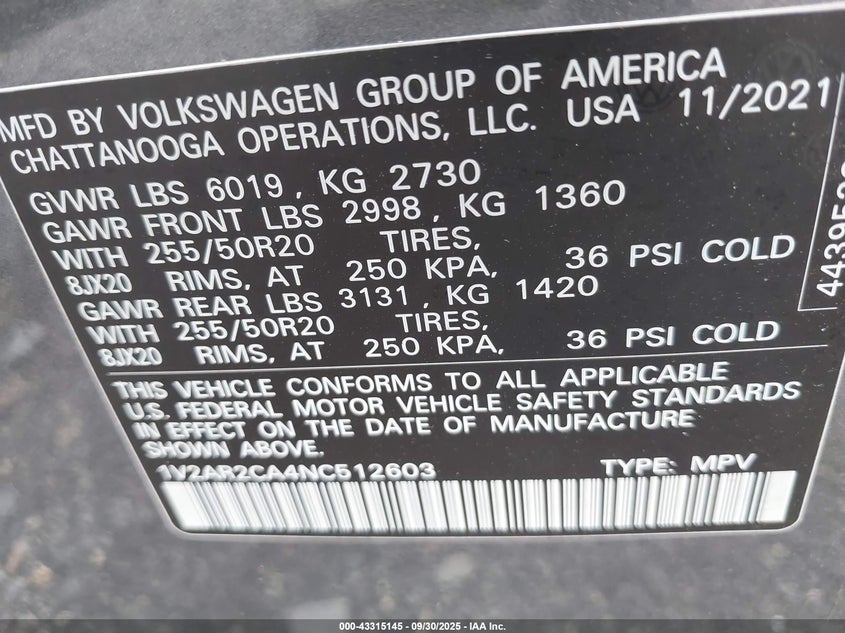 MFD BY VOLKSWAGEN GROUP OF AMERICA
CHATTANOOGA OPERATIONS, LLC. USA 11/2021
GVWR LBS 6019, KG 2730
GAWR FRONT LBS 2998, KG 1360
WITH 255/50R20 TIRES,
8JX20 RIMS, AT 250 KPA, 36 PSI COLD
GAWR REAR LBS 3131, KG 1420
WITH 255/50R20 TIRES,
8JX20 RIMS, AT 250 KPA, 36 PSI COLD
THIS VEHICLE CONFORMS TO ALL APPLICABLE
U.S. FEDERAL MOTOR VEHICLE SAFETY STANDARDS
IN EFFECT ON THE DATE OF MANUFACTURE
SHOWN ABOVE.
1V2AR2CA4NC512603 TYPE: MPV
000-43315145 - 09/30/2025 - IAA Inc.